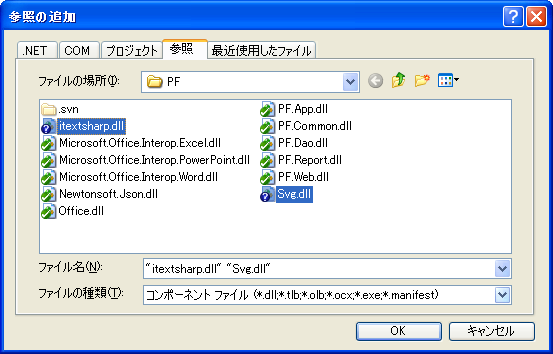 参照の追加
.NET COM プロジェクト 参照 最近使用したファイル
ファイルの場所(I): PF
.svn
itextsharp.dll
Microsoft.Office.Interop.Excel.dll
Microsoft.Office.Interop.PowerPoint.dll
Microsoft.Office.Interop.Word.dll
Newtonsoft.Json.dll
Office.dll
PF.App.dll
PF.Common.dll
PF.Dao.dll
PF.Report.dll
PF.Web.dll
Svg.dll
ファイル名(N): "itextsharp.dll" "Svg.dll"
ファイルの種類(T): コンポーネント ファイル (*.dll;*.tlb;*.olb;*.ocx;*.exe;*.manifest)
OK キャンセル